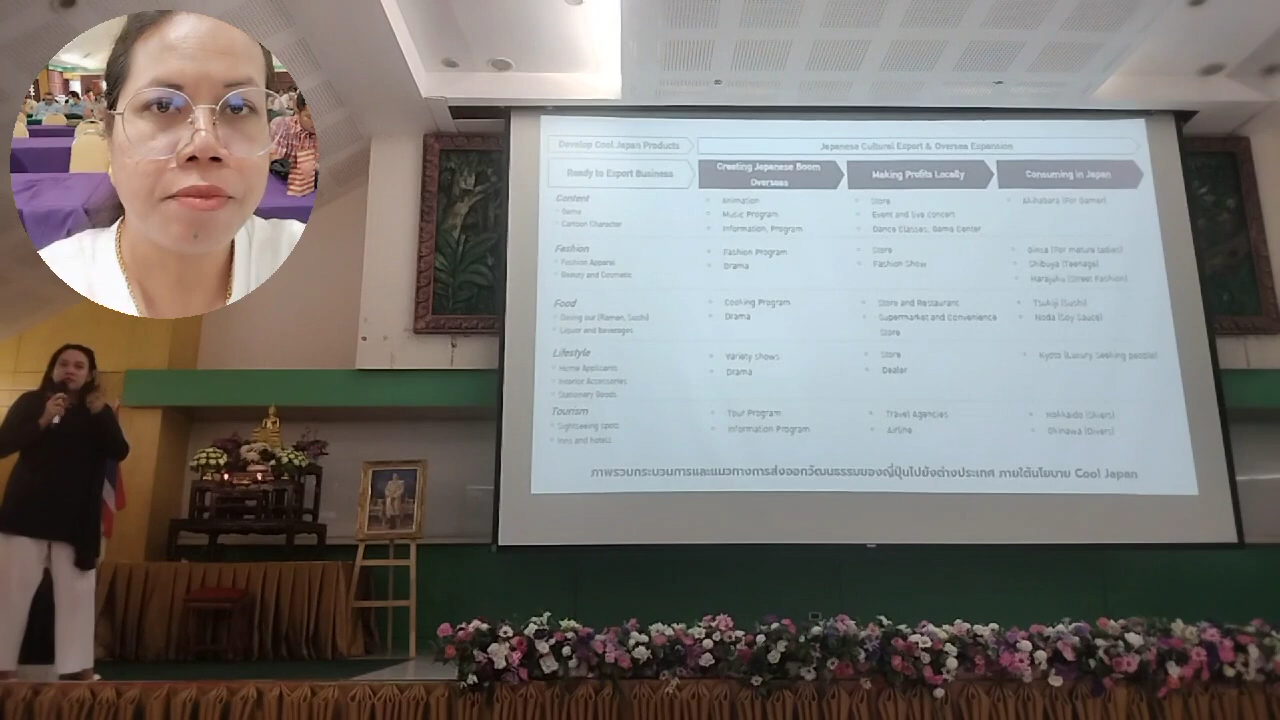 Develop Cool Japan Products
Japanese Cultural Export & Oversea Expansion
Ready to Export Business
Creating Japanese Boom
Overseas
Making Profits Locally
Consuming in Japan
Content
Game
Cartoon Character
Animation
Music Program
Information, Program
Store
Event and live concert
Dance Classes, Game Center
Akihabara (For Gamer)
Fashion
Fashion Apparel
Beauty and Cosmetic
Fashion Program
Drama
Store
Fashion Show
Ginza (For mature ladies)
Shibuya (Teenage)
Harajuku (Street Fashion)
Food
Dining out (Ramen, Sushi)
Liquor and beverages
Cooking Program
Drama
Store and Restaurant
Supermarket and Convenience
Store
Tsukiji (Sushi)
Noda (Soy Sauce)
Lifestyle
Home Applicants
Interior Accessories
Stationery Goods
Variety shows
Drama
Store
Dealer
Kyoto (Luxury Seeking people)
Tourism
Sightseeing spots
Inns and hotels
Tour Program
Information Program
Travel Agencies
Airline
Hokkaido (Skiers)
Okinawa (Divers)
ภาพรวมกระบวนการและแนวทางการส่งออกวัฒนธรรมของญี่ปุ่นไปยังต่างประเทศ ภายใต้นโยบาย Cool Japan